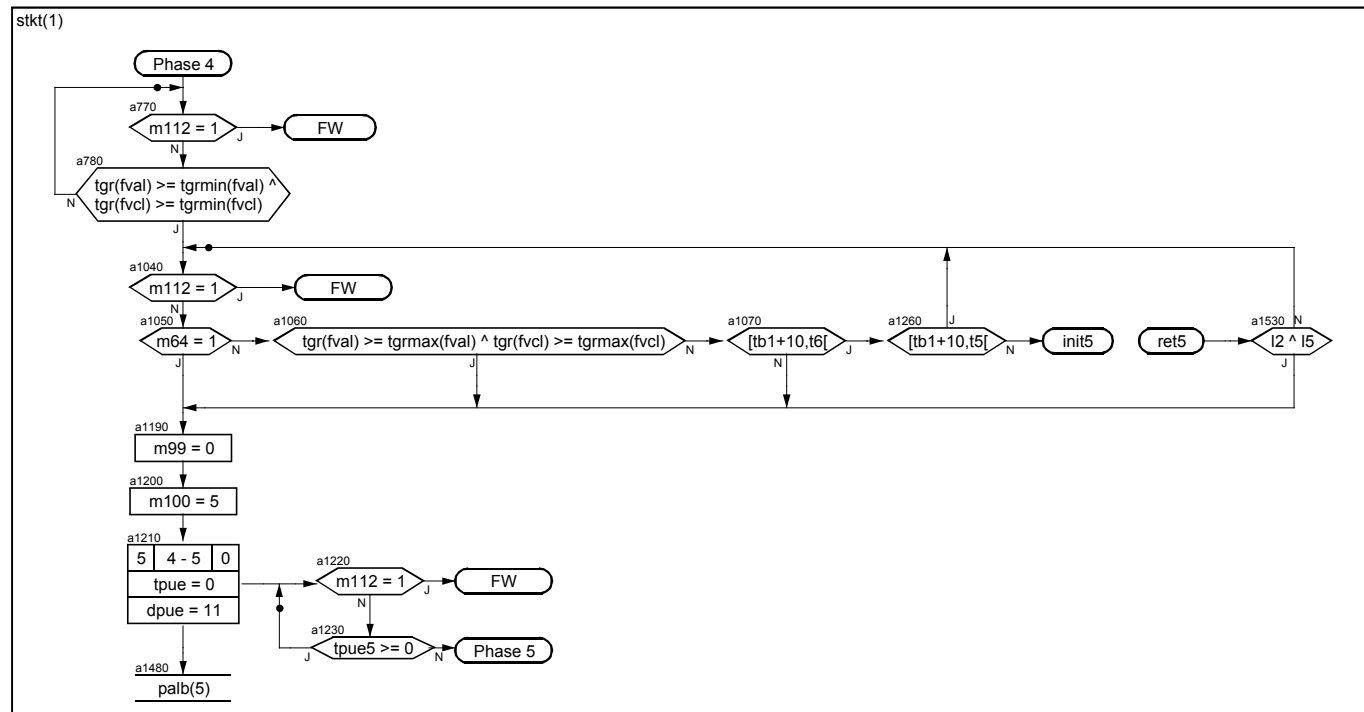 stkt(1)
Phase 4
a770
m112 = 1
J
FW
N
a780
tgr(fval) >= tgrmin(fval) ^
tgr(fvcl) >= tgrmin(fvcl)
N
J
a1040
m112 = 1
J
FW
N
a1050
m64 = 1
N
J
a1060
tgr(fval) >= tgrmax(fval) ^ tgr(fvcl) >= tgrmax(fvcl)
N
J
a1070
[tb1+10,t6[
J
N
a1260
J
[tb1+10,t5[
N
init5
ret5
a1530
N
l2 ^ l5
J
a1190
m99 = 0
a1200
m100 = 5
a1210
5 4 - 5 0
tpue = 0
dpue = 11
a1220
m112 = 1
J
FW
N
a1230
tpue5 >= 0
J
N
Phase 5
a1480
palb(5)